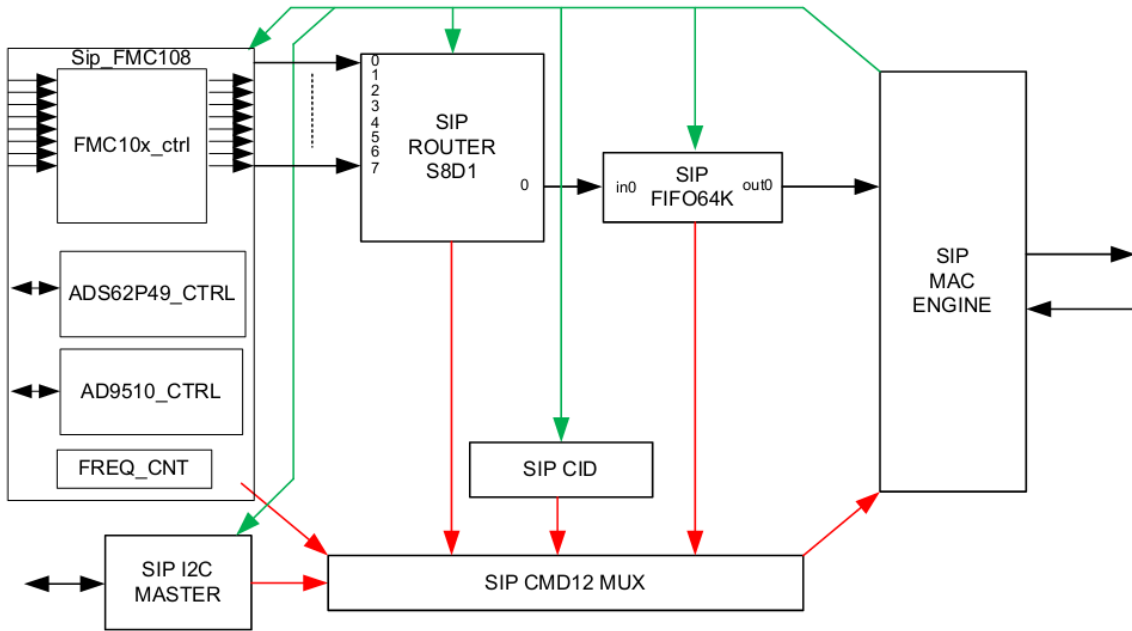 Sip_FMC108
FMC10x_ctrl
ADS62P49_CTRL
AD9510_CTRL
FREQ_CNT
0
1
2
3
4
5
6
7
SIP
ROUTER
S8D1
0
in0
SIP
FIFO64K
out0
SIP
MAC
ENGINE
SIP CID
SIP I2C
MASTER
SIP CMD12 MUX